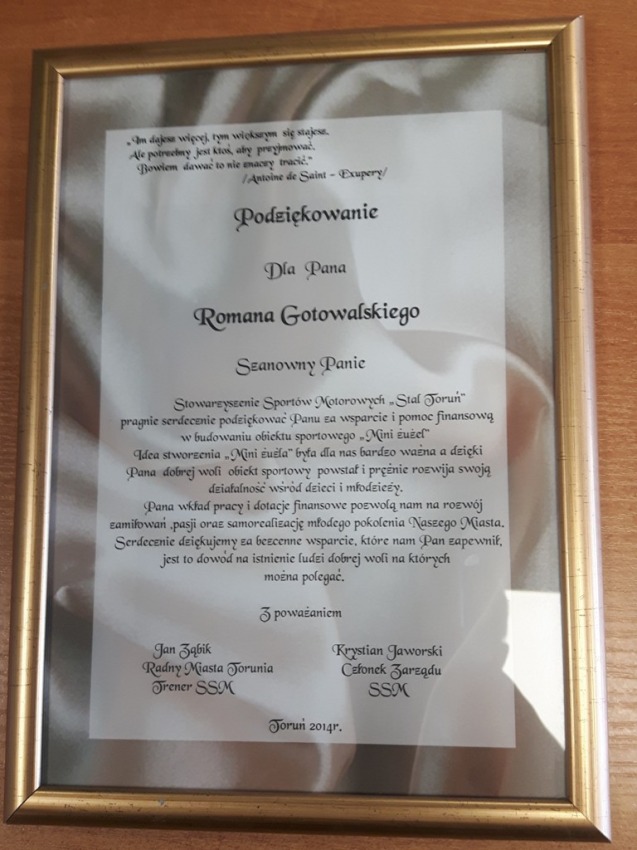 „Im dajesz więcej, tym większym się stajesz.
Ale potrzebny jest ktoś, aby przyjmować.
Bowiem dawać to nie znaczy tracić."
/Antoine de Saint – Exupery/
Podziękowanie
Dla Pana
Romana Gotowalskiego
Szanowny Panie
Stowarzyszenie Sportów Motorowych „Stal Toruń"
pragnie serdecznie podziękować Panu za wsparcie i pomoc finansową
w budowaniu obiektu sportowego „Mini żużel"
Idea stworzenia „Mini żużla" była dla nas bardzo ważna a dzięki
Pana dobrej woli obiekt sportowy powstał i prężnie rozwija swoją
działalność wśród dzieci i młodzieży.
Pana wkład pracy i dotacje finansowe pozwolą nam na rozwój
zamiłowań ,pasji oraz samorealizację młodego pokolenia Naszego Miasta.
Serdecznie dziękujemy za bezcenne wsparcie, które nam Pan zapewnił,
jest to dowód na istnienie ludzi dobrej woli na których
można polegać.
Z poważaniem
Jan Ząbik
Radny Miasta Torunia
Trener SSM
Krystian Jaworski
Członek Zarządu
SSM
Toruń 2014r.